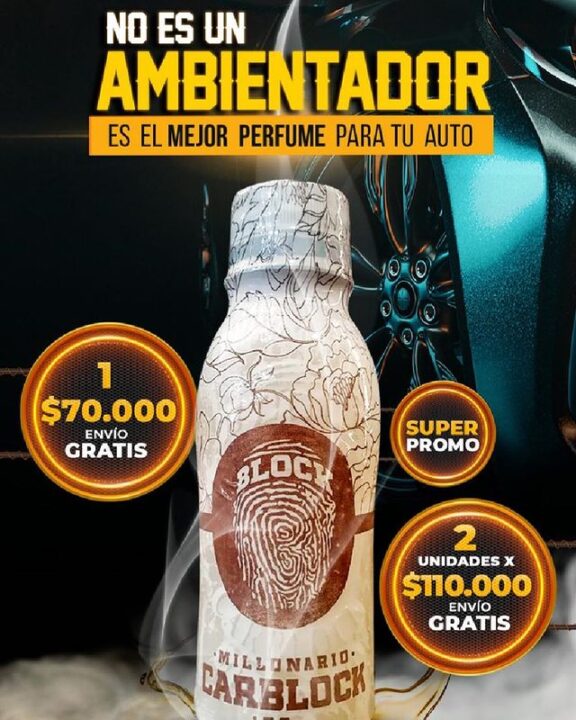 NO ES UN
AMBIENTADOR
ES EL MEJOR PERFUME PARA TU AUTO
1
$70.000
ENVÍO
GRATIS
SUPER
PROMO
2
UNIDADES X
$110.000
ENVÍO
GRATIS
BLOCK
·MILLONARIO·
CARBLOCK